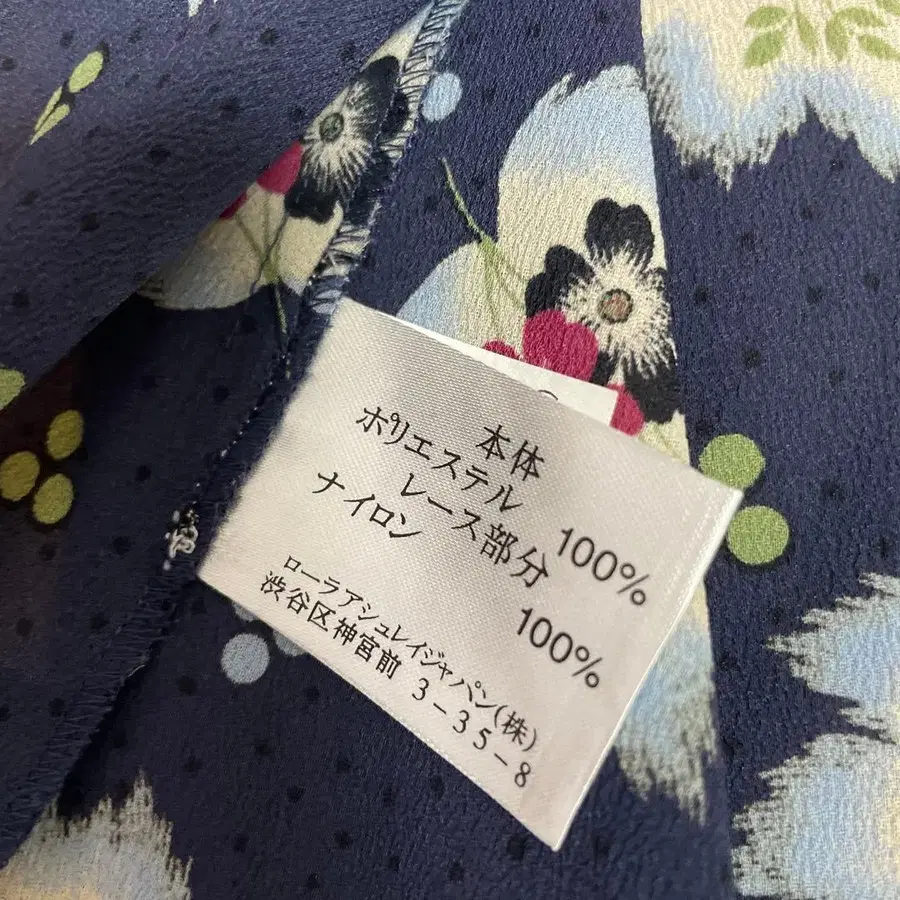 本体
ポリエステル 100%
レース部分
ナイロン 100%
ローラアシュレイジャパン(株)
渋谷区神宮前 3-35-8